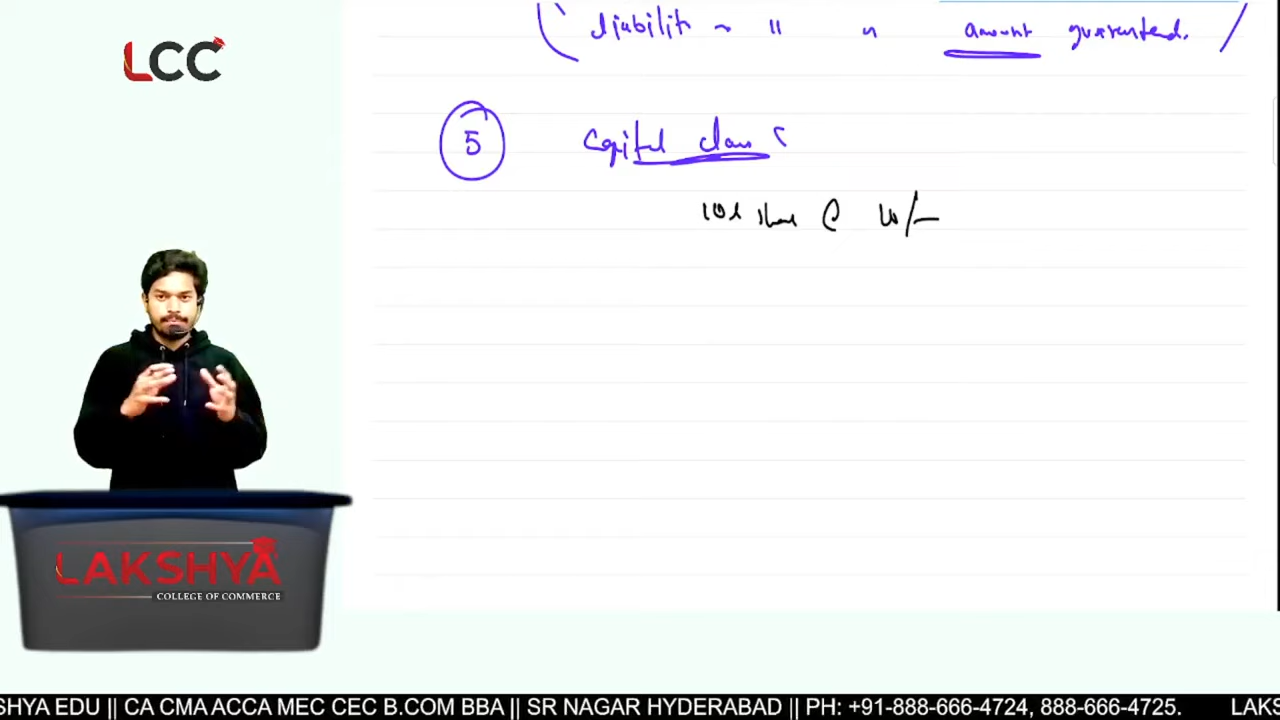 LCC
(liability " " amount guaranteed.
5 Capital clause
10L share @ 10/-
LAKSHYA
COLLEGE OF COMMERCE
SHYA EDU || CA CMA ACCA MEC CEC B.COM BBA || SR NAGAR HYDERABAD || PH: +91-888-666-4724, 888-666-4725. LAKS